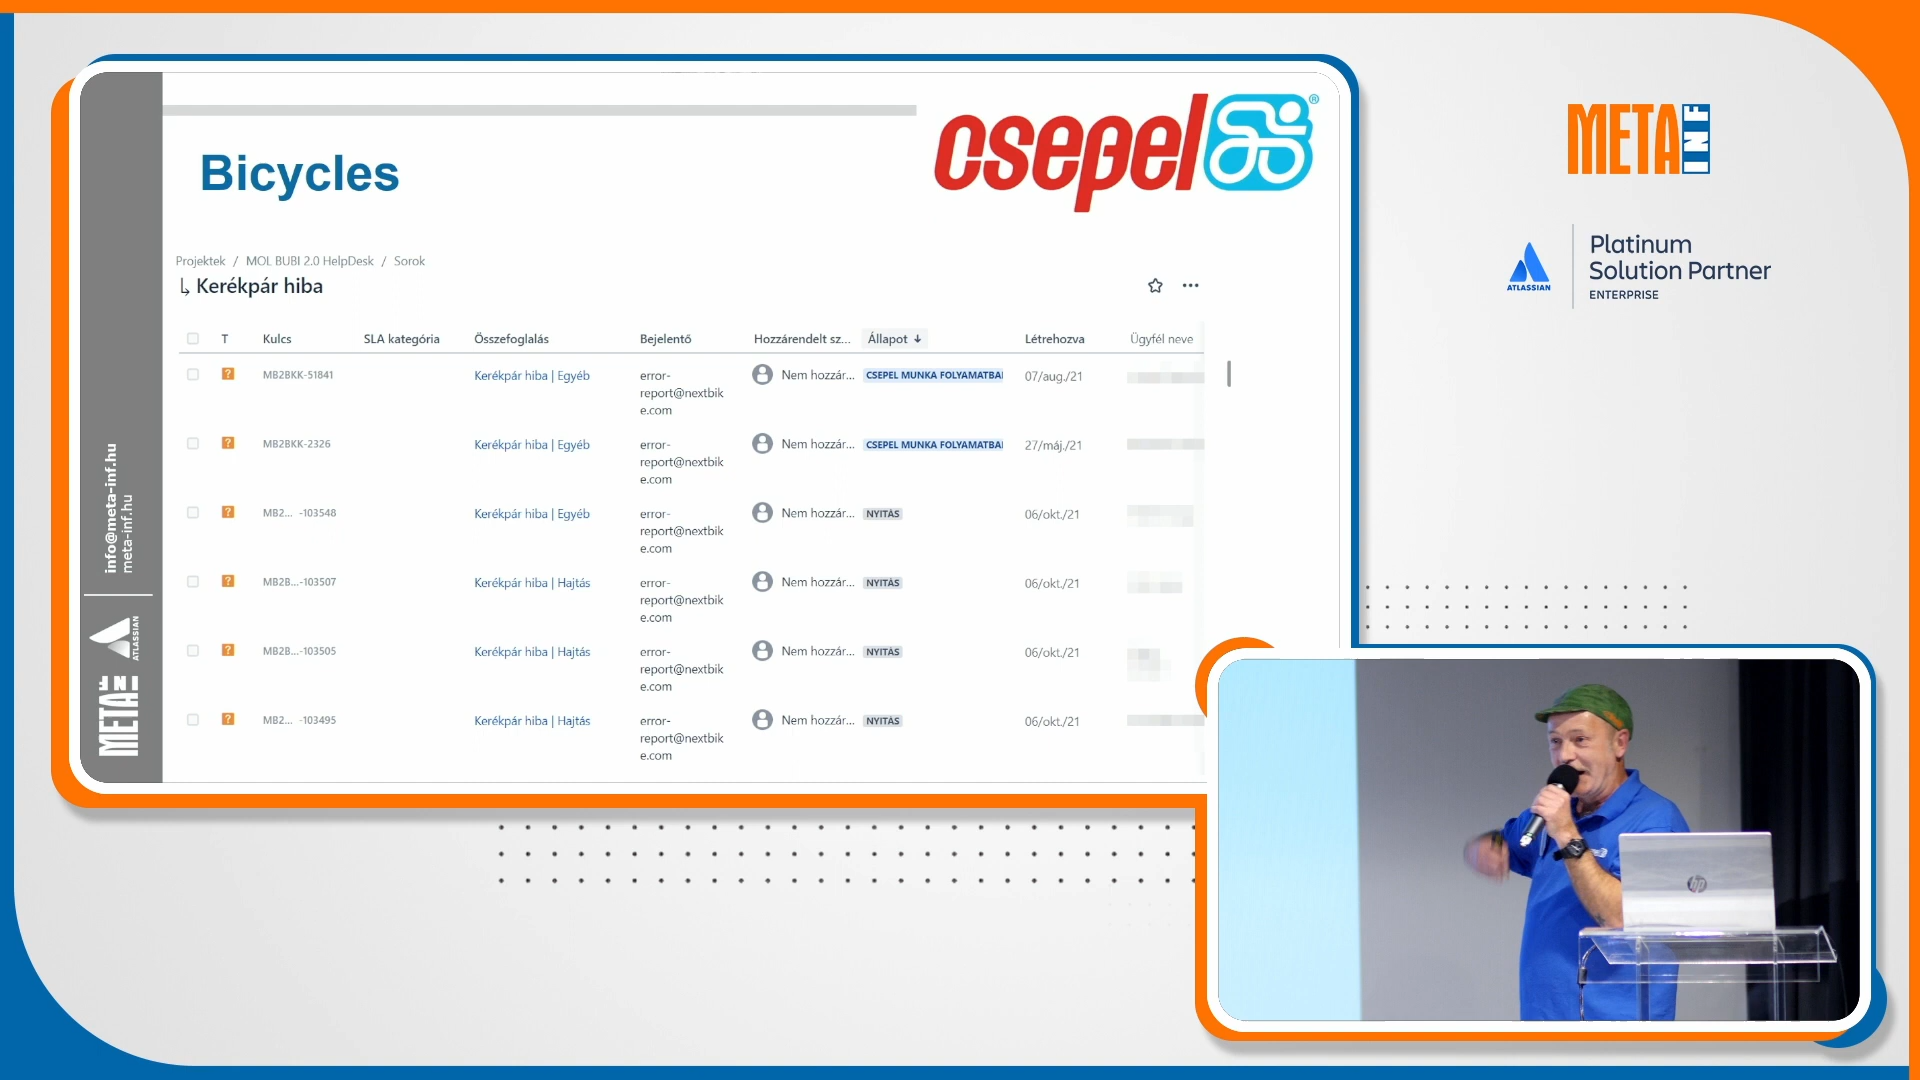 csepel®
Bicycles
META INF
ATLASSIAN
Platinum
Solution Partner
ENTERPRISE
Projektek / MOL BUBI 2.0 HelpDesk / Sorok
Kerékpár hiba
T Kulcs SLA kategória Összefoglalás Bejelentő Hozzárendelt sz... Állapot Létrehozva Ügyfél neve
MB2BKK-51841 Kerékpár hiba | Egyéb error- Nem hozzár... CSEPEL MUNKA FOLYAMATBA 07/aug./21
report@nextbik
e.com
MB2BKK-2326 Kerékpár hiba | Egyéb error- Nem hozzár... CSEPEL MUNKA FOLYAMATBA 27/máj./21
report@nextbik
e.com
MB2... -103548 Kerékpár hiba | Egyéb error- Nem hozzár... NYITÁS 06/okt./21
report@nextbik
e.com
MB2B...-103507 Kerékpár hiba | Hajtás error- Nem hozzár... NYITÁS 06/okt./21
report@nextbik
e.com
MB2B...-103505 Kerékpár hiba | Hajtás error- Nem hozzár... NYITÁS 06/okt./21
report@nextbik
e.com
MB2... -103495 Kerékpár hiba | Hajtás error- Nem hozzár... NYITÁS 06/okt./21
report@nextbik
e.com
info@meta-inf.hu
meta-inf.hu
ATLASSIAN
META INF
hp